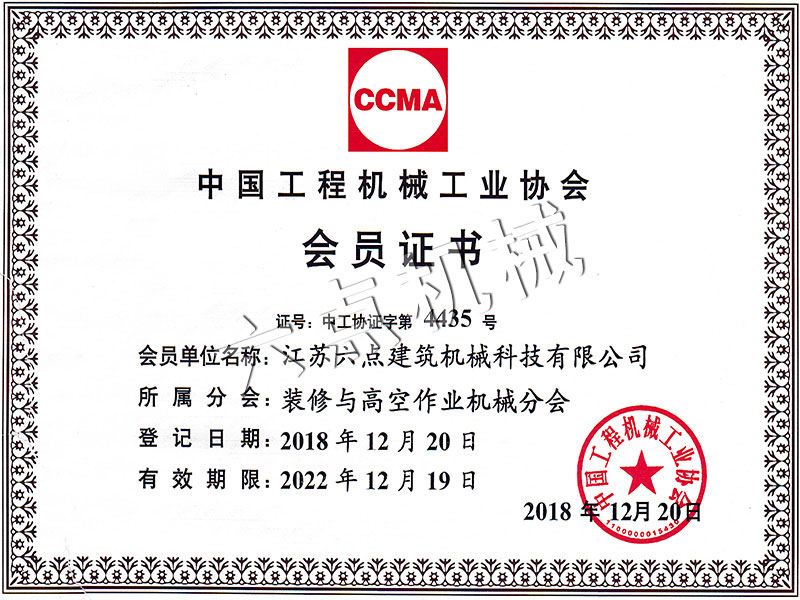 CCMA
中国工程机械工业协会
会员证书
证号：中工协证字第 4435 号
会员单位名称：江苏六点建筑机械科技有限公司
所属分会：装修与高空作业机械分会
登记日期：2018 年 12 月 20 日
有效期限：2022 年 12 月 19 日
2018 年 12月 20日
中国工程机械工业协会
1100000015430
六点机械